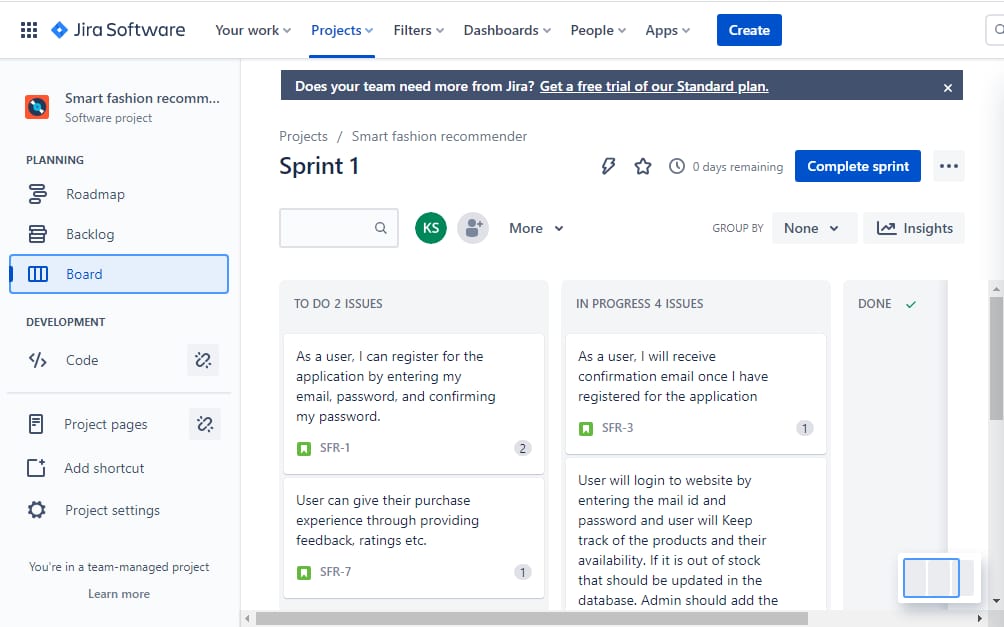 Jira Software
Your work
Projects
Filters
Dashboards
People
Apps
Create
Smart fashion recomm...
Software project
PLANNING
Roadmap
Backlog
Board
DEVELOPMENT
Code
Project pages
Add shortcut
Project settings
You're in a team-managed project
Learn more
Does your team need more from Jira? Get a free trial of our Standard plan.
Projects / Smart fashion recommender
Sprint 1
0 days remaining
Complete sprint
KS
More
GROUP BY
None
Insights
TO DO 2 ISSUES
As a user, I can register for the
application by entering my
email, password, and confirming
my password.
SFR-1
2
User can give their purchase
experience through providing
feedback, ratings etc.
SFR-7
1
IN PROGRESS 4 ISSUES
As a user, I will receive
confirmation email once I have
registered for the application
SFR-3
1
User will login to website by
entering the mail id and
password and user will Keep
track of the products and their
availability. If it is out of stock
that should be updated in the
database. Admin should add the
DONE